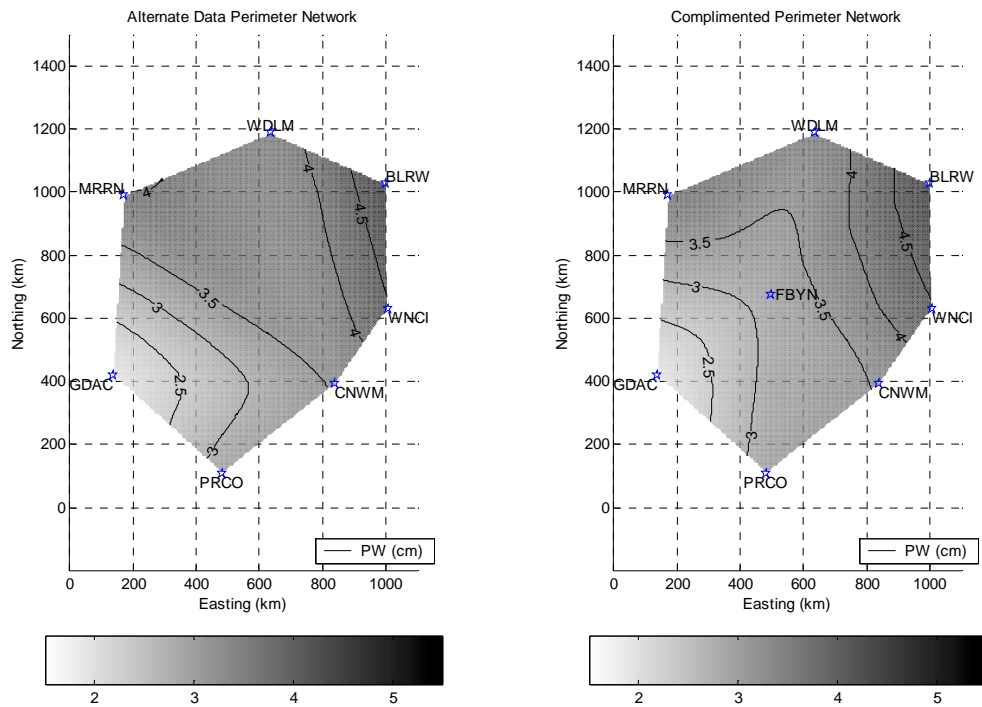 Alternate Data Perimeter Network
1400
1200
1000
800
600
400
200
0
Northing (km)
WDLM
BLRW
MRRN
WNCI
GDAC
CNWM
PRCO
4
4
4.5
3.5
3
4
2.5
3
PW (cm)
0 200 400 600 800 1000
Easting (km)
2 3 4 5
Complimented Perimeter Network
1400
1200
1000
800
600
400
200
0
Northing (km)
WDLM
BLRW
MRRN
FBYN
WNCI
GDAC
CNWM
PRCO
4
4.5
3.5
3
3.5
4
2.5
3
PW (cm)
0 200 400 600 800 1000
Easting (km)
2 3 4 5